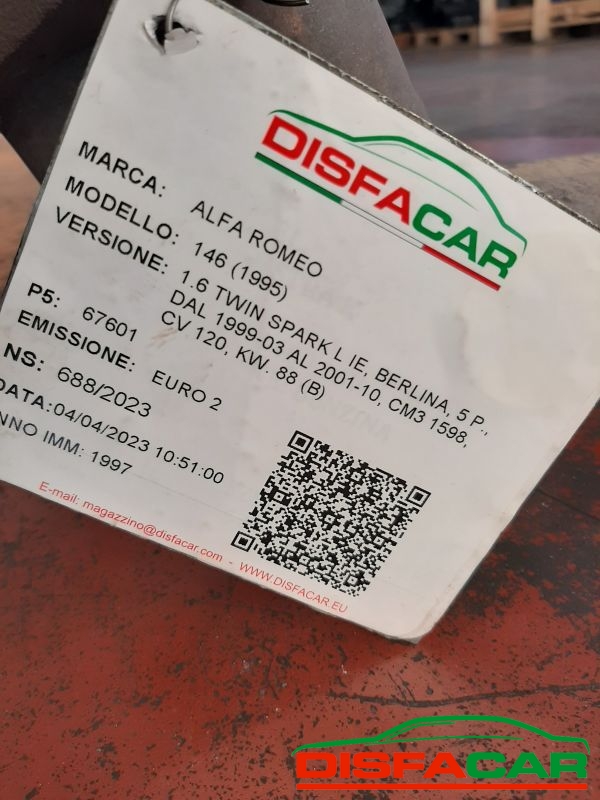 DISFACAR
MARCA: ALFA ROMEO
MODELLO: 146 (1995)
VERSIONE: 1.6 TWIN SPARK L IE, BERLINA, 5 P.,
DAL 1999-03 AL 2001-10, CM3 1598,
CV 120, KW. 88 (B)
P5: 67601
EMISSIONE: EURO 2
NS: 688/2023
DATA:04/04/2023 10:51:00
NNO IMM: 1997
E-mail: magazzino@disfacar.com - WWW.DISFACAR.EU
DISFACAR